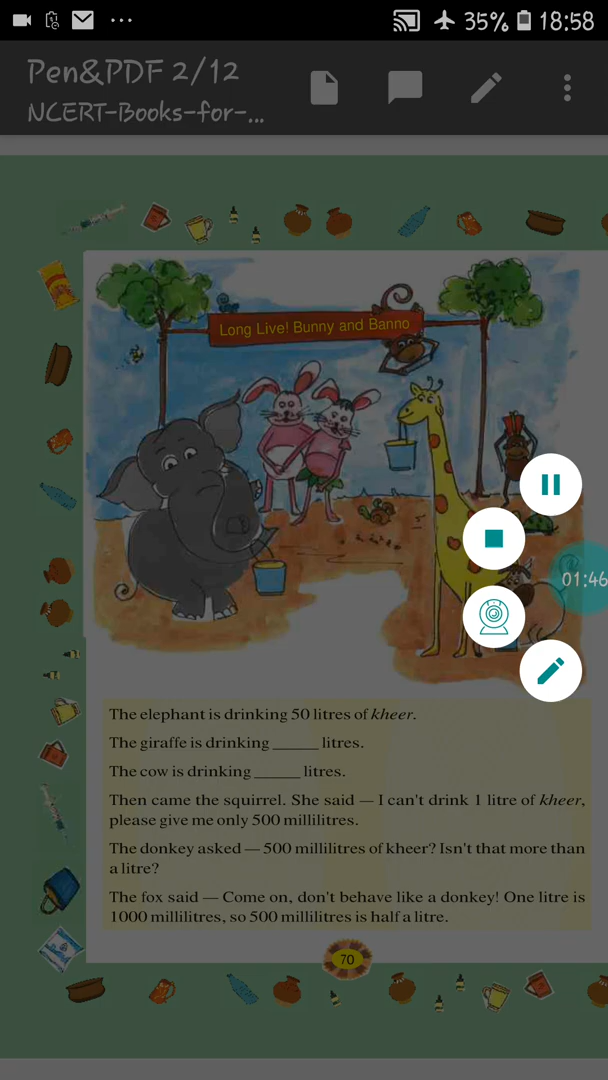 35% 18:58
Pen&PDF 2/12
NCERT-Books-for-...
Long Live! Bunny and Banno
01:46
The elephant is drinking 50 litres of kheer.
The giraffe is drinking ______ litres.
The cow is drinking ______ litres.
Then came the squirrel. She said — I can't drink 1 litre of kheer,
please give me only 500 millilitres.
The donkey asked — 500 millilitres of kheer? Isn't that more than
a litre?
The fox said — Come on, don't behave like a donkey! One litre is
1000 millilitres, so 500 millilitres is half a litre.
70